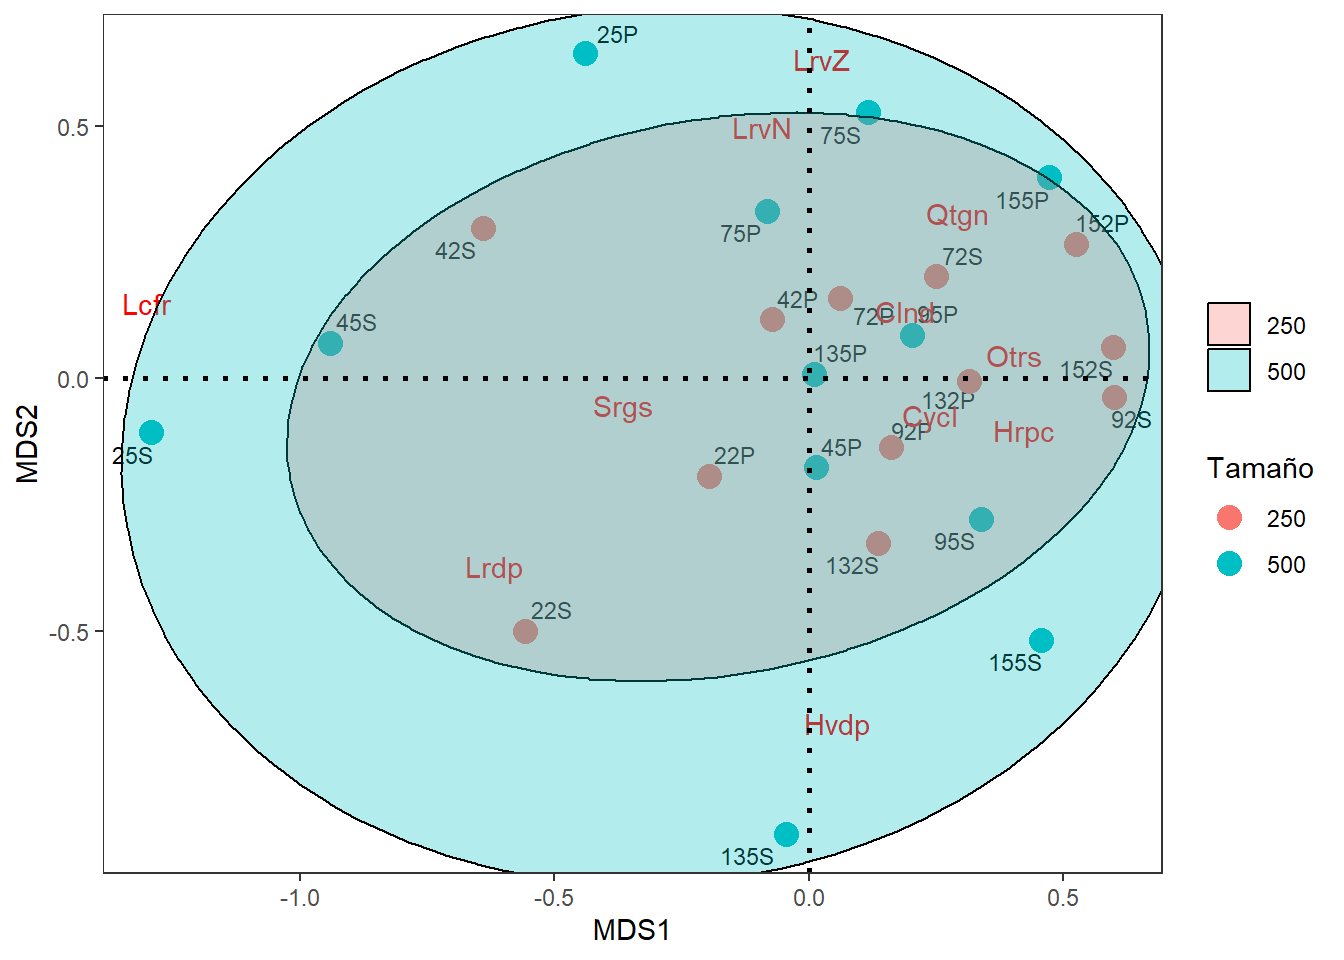 25P
LrvZ
0.5
LrvN
75S
155P
Qtgn
152P
75P
42S
72S
Lcfr
42P
Clnd
95P
72P
45S
135P
Otrs
152S
0.0
132P
Srgs
Cycl
92P
Hrpc
92S
25S
45P
22P
95S
132S
Lrdp
22S
-0.5
155S
Hvdp
135S
-1.0
-0.5
0.0
0.5
MDS1
MDS2
250
500
Tamaño
250
500